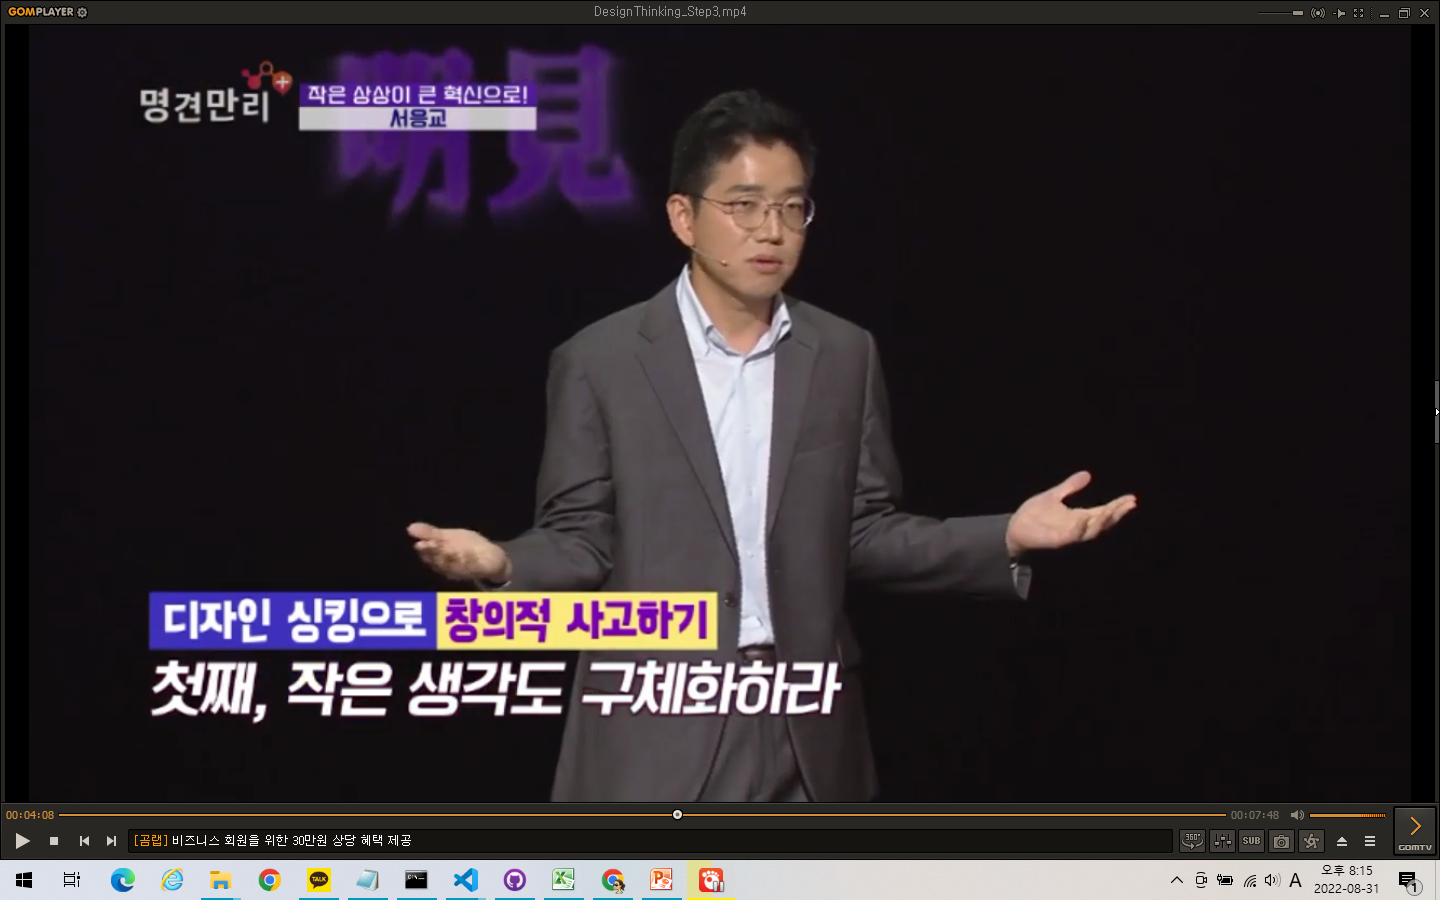 GOMPLAYER
DesignThinking_Step3.mp4
明見
명견만리
작은 상상이 큰 혁신으로!
서응교
디자인 싱킹으로 창의적 사고하기
첫째, 작은 생각도 구체화하라
00:04:08
00:07:48
[곰랩] 비즈니스 회원을 위한 30만원 상당 혜택 제공
360°
SUB
GOMTV
TALK
A
오후 8:15
2022-08-31
1